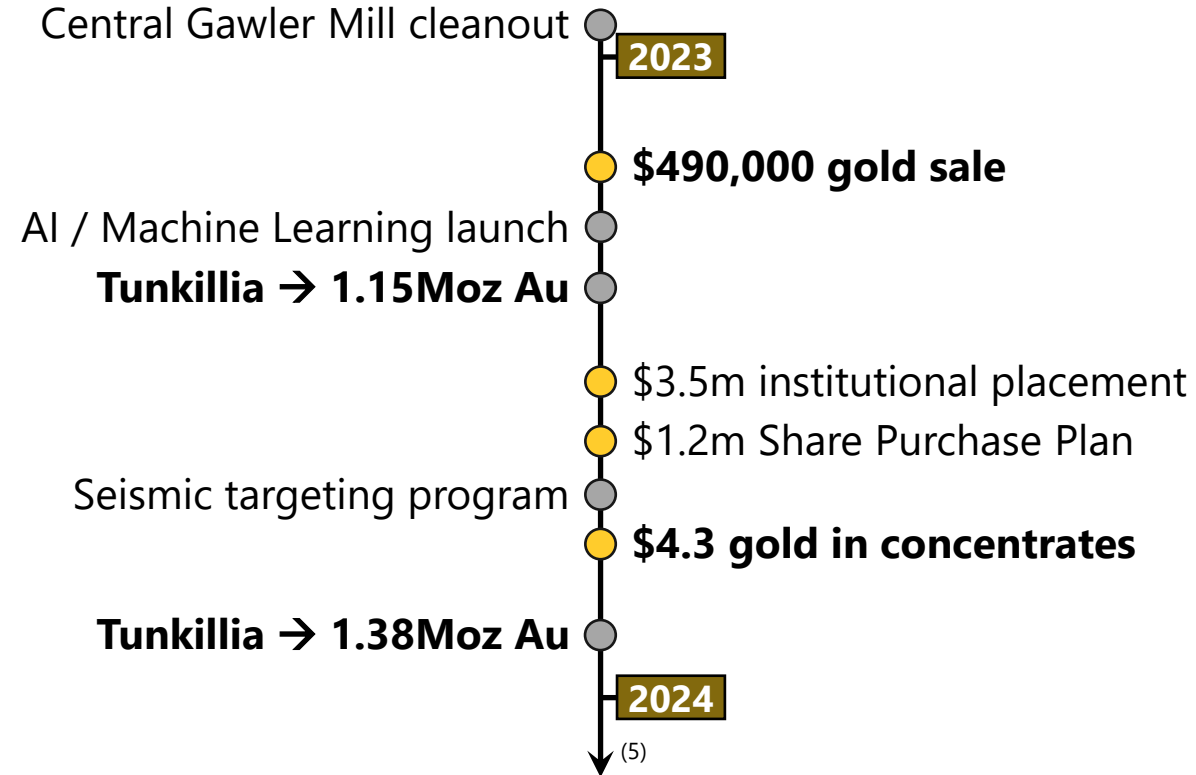 Central Gawler Mill cleanout
2023
$490,000 gold sale
AI / Machine Learning launch
Tunkillia → 1.15Moz Au
$3.5m institutional placement
$1.2m Share Purchase Plan
Seismic targeting program
$4.3 gold in concentrates
Tunkillia → 1.38Moz Au
2024
(5)